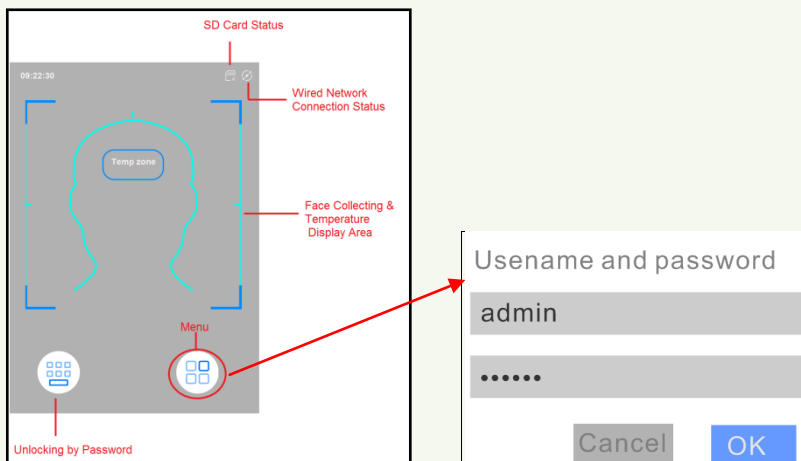 SD Card Status
09:22:30
Wired Network
Connection Status
Temp zone
Face Collecting &
Temperature
Display Area
Menu
Unlocking by Password
Usename and password
admin
••••••
Cancel
OK